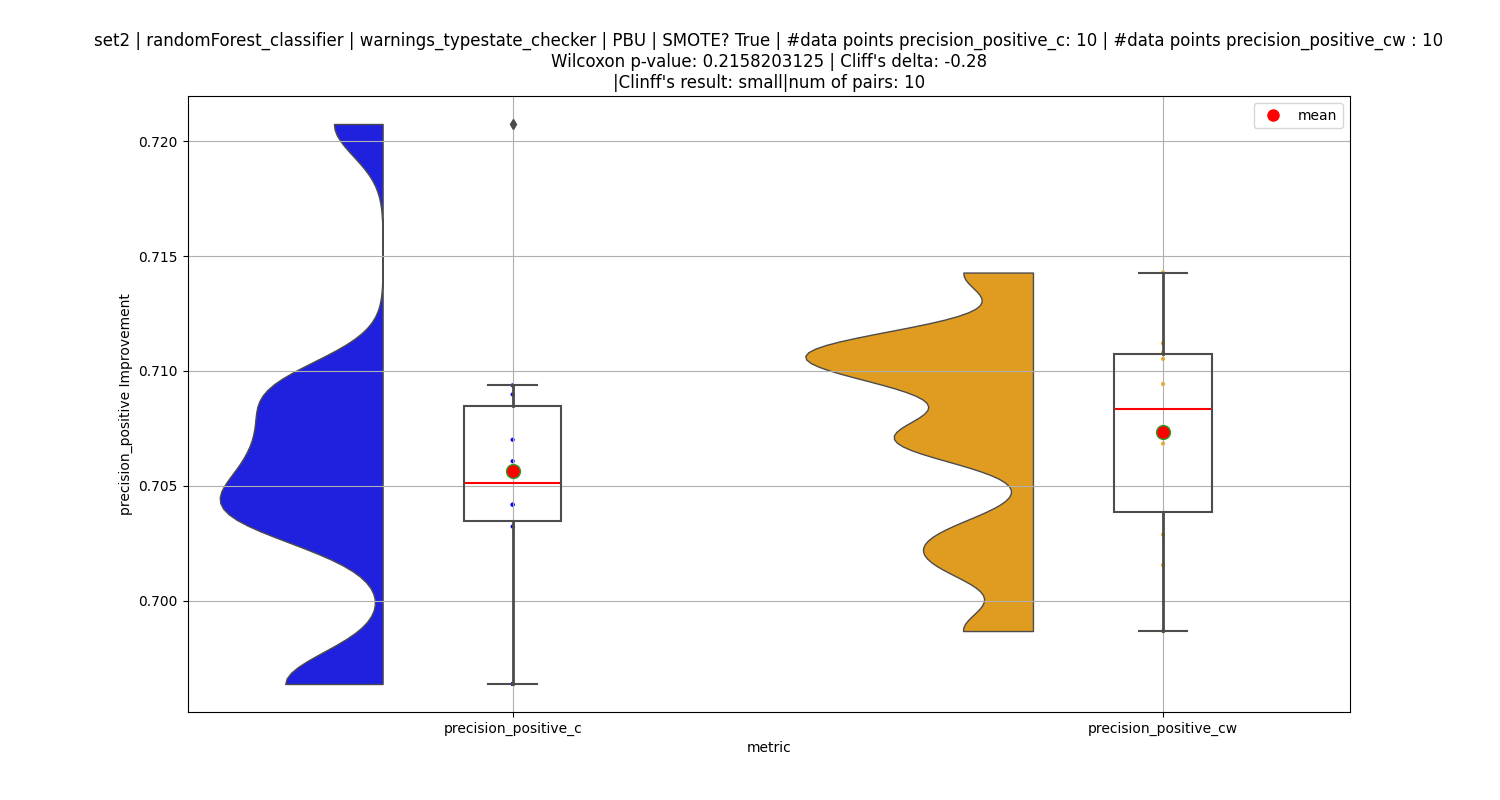 set2 | randomForest_classifier | warnings_typestate_checker | PBU | SMOTE? True | #data points precision_positive_c: 10 | #data points precision_positive_cw : 10
Wilcoxon p-value: 0.2158203125 | Cliff's delta: -0.28
|Clinff's result: small|num of pairs: 10
mean
0.720
0.715
0.710
0.705
0.700
precision_positive Improvement
precision_positive_c
precision_positive_cw
metric